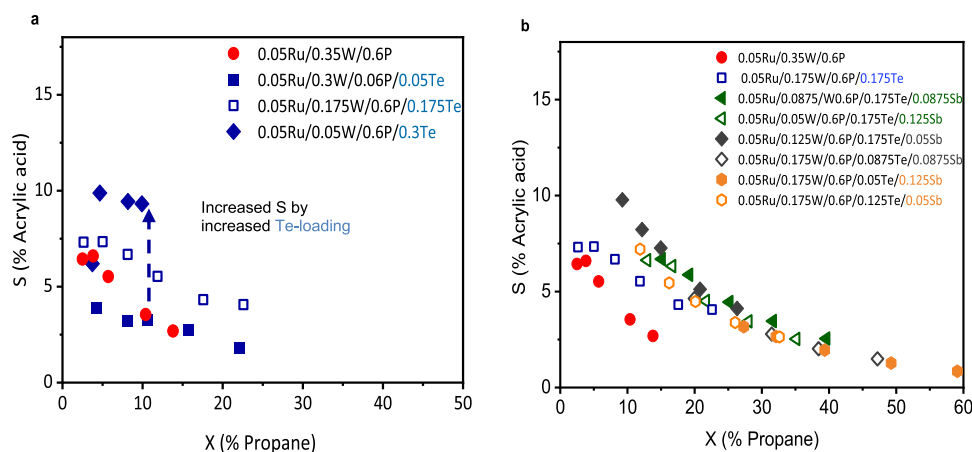 a
S (% Acrylic acid)
15
10
5
0
0.05Ru/0.35W/0.6P
0.05Ru/0.3W/0.06P/0.05Te
0.05Ru/0.175W/0.6P/0.175Te
0.05Ru/0.05W/0.6P/0.3Te
Increased S by
increased Te-loading
0 10 20 30 40 50
X (% Propane)
b
S (% Acrylic acid)
15
10
5
0
0.05Ru/0.35W/0.6P
0.05Ru/0.175W/0.6P/0.175Te
0.05Ru/0.0875/W0.6P/0.175Te/0.0875Sb
0.05Ru/0.05W/0.6P/0.175Te/0.125Sb
0.05Ru/0.125W/0.6P/0.175Te/0.05Sb
0.05Ru/0.175W/0.6P/0.0875Te/0.0875Sb
0.05Ru/0.175W/0.6P/0.05Te/0.125Sb
0.05Ru/0.175W/0.6P/0.125Te/0.05Sb
0 10 20 30 40 50 60
X (% Propane)